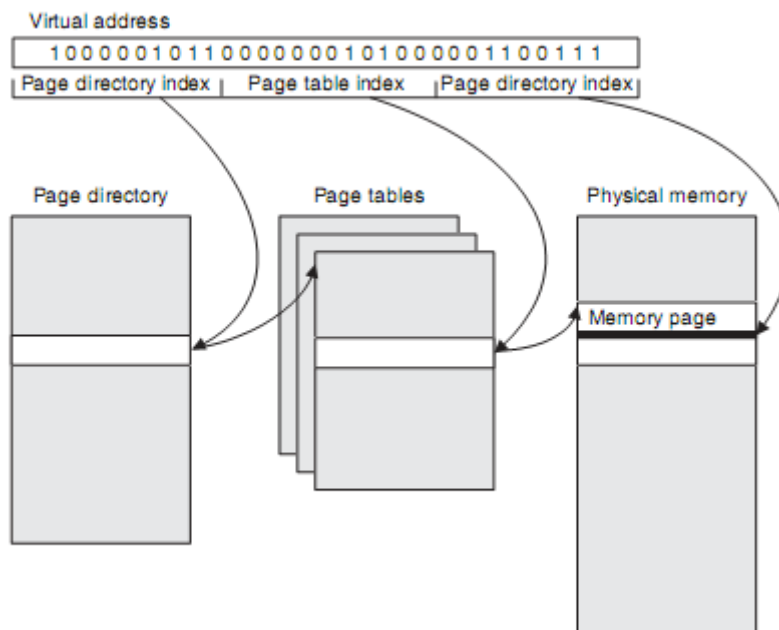 Virtual address
1 0 0 0 0 0 1 0 1 1 0 0 0 0 0 0 0 1 0 1 0 0 0 0 0 1 1 0 0 1 1 1
Page directory index Page table index Page directory index
Page directory Page tables Physical memory
Memory page